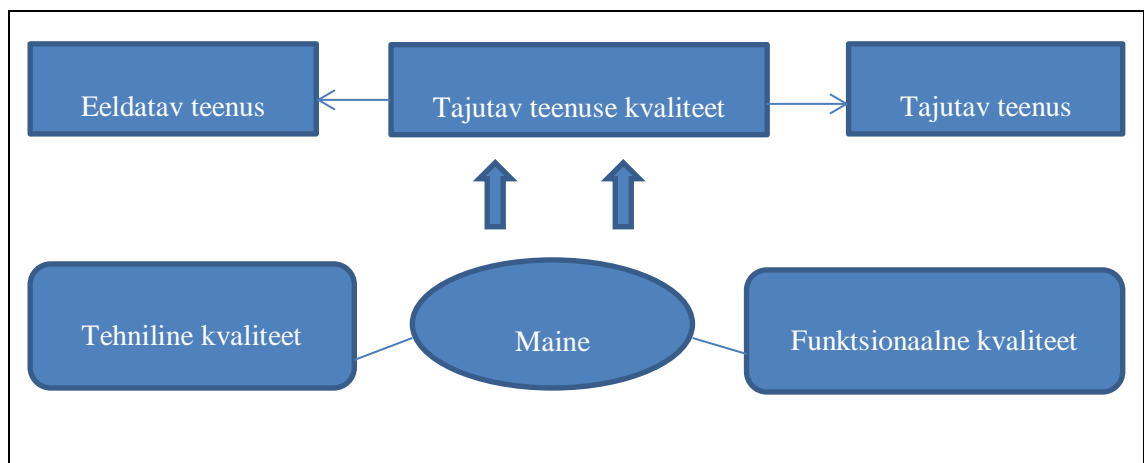 Eeldatav teenus
Tajutav teenuse kvaliteet
Tajutav teenus
Tehniline kvaliteet
Maine
Funktsionaalne kvaliteet